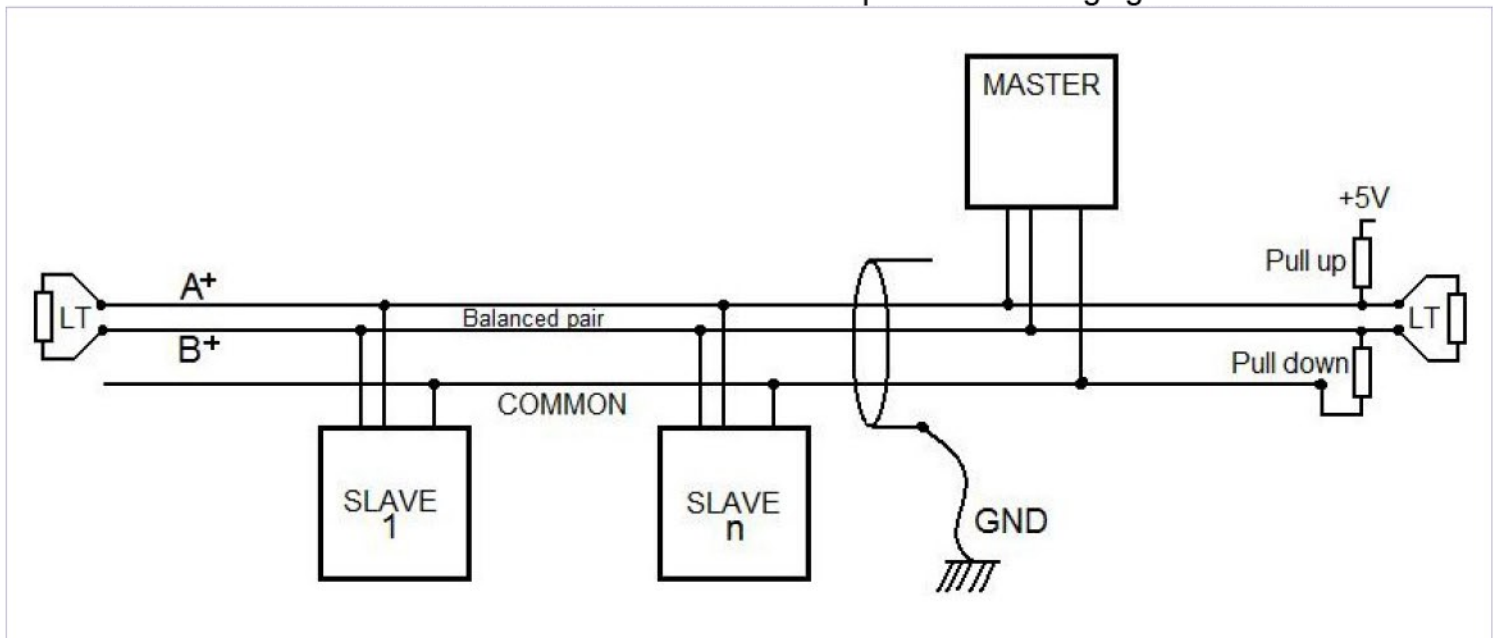 MASTER
+5V
Pull up
A+
LT
Balanced pair
LT
B+
Pull down
COMMON
SLAVE
1
SLAVE
n
GND